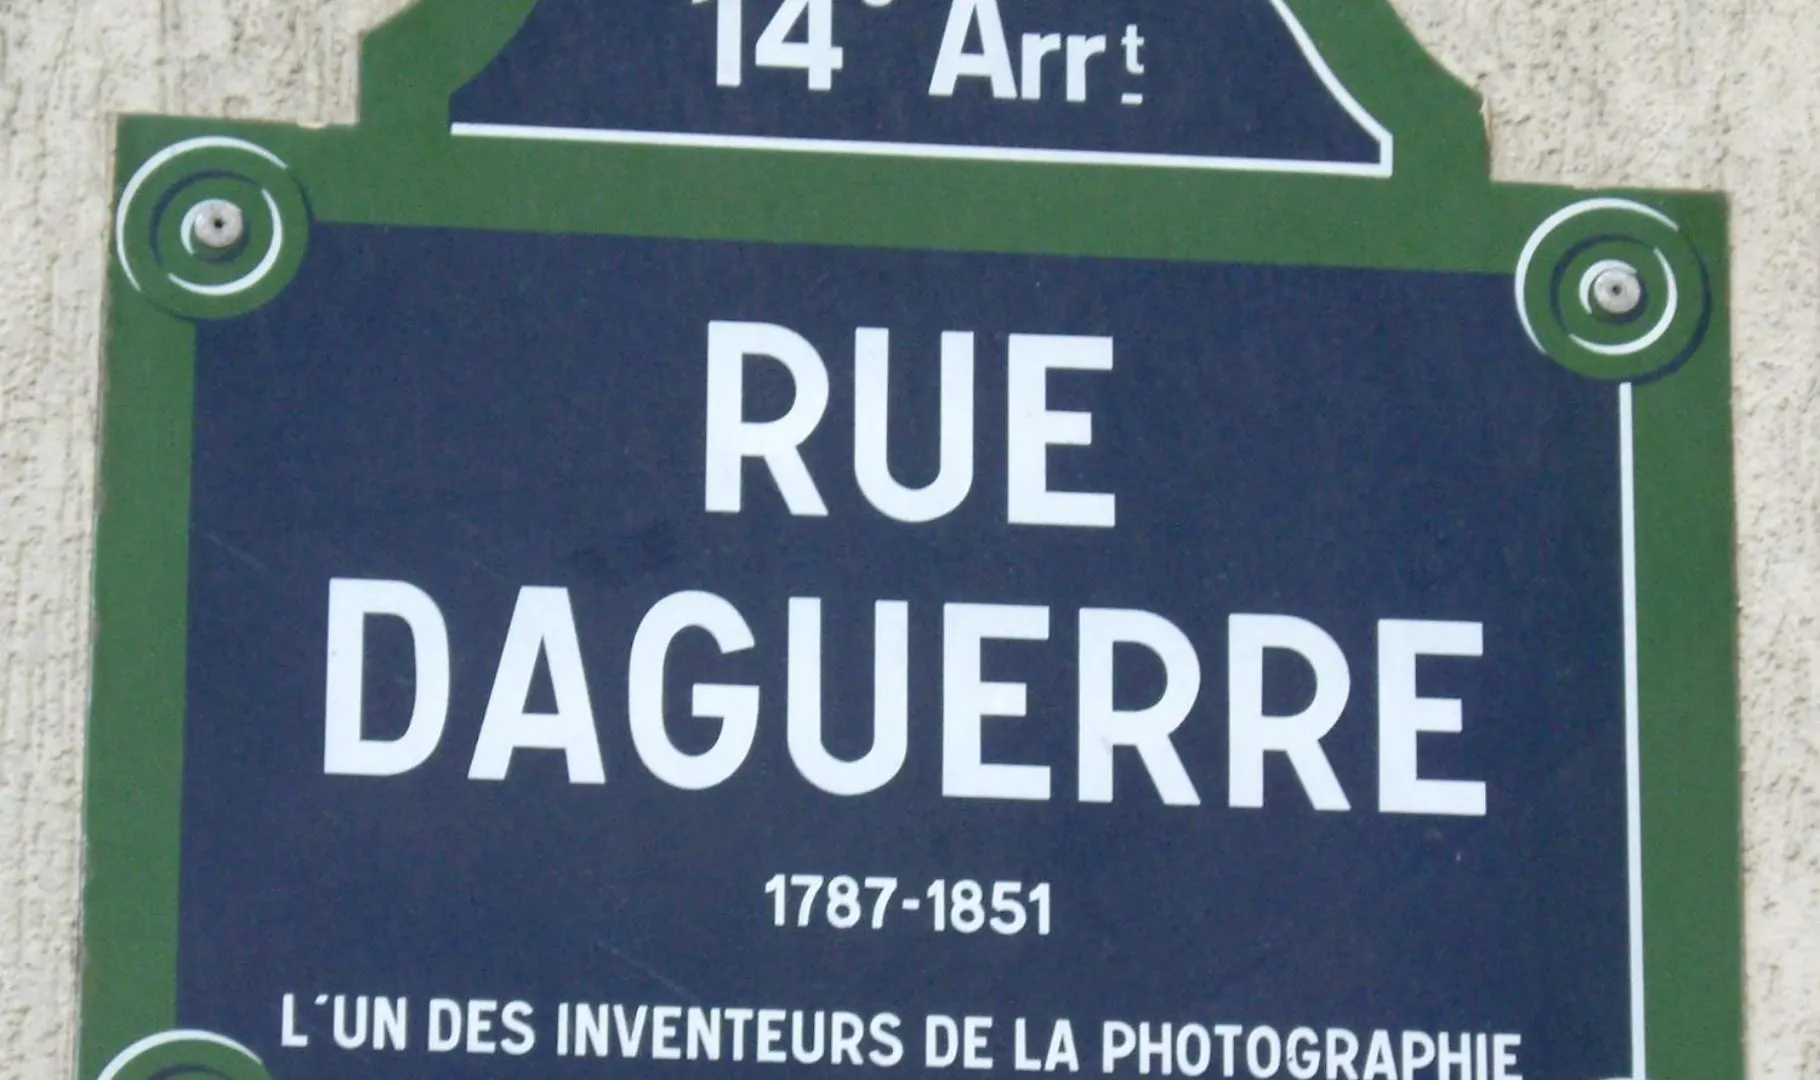 14e Arrt
RUE
DAGUERRE
1787-1851
L'UN DES INVENTEURS DE LA PHOTOGRAPHIE